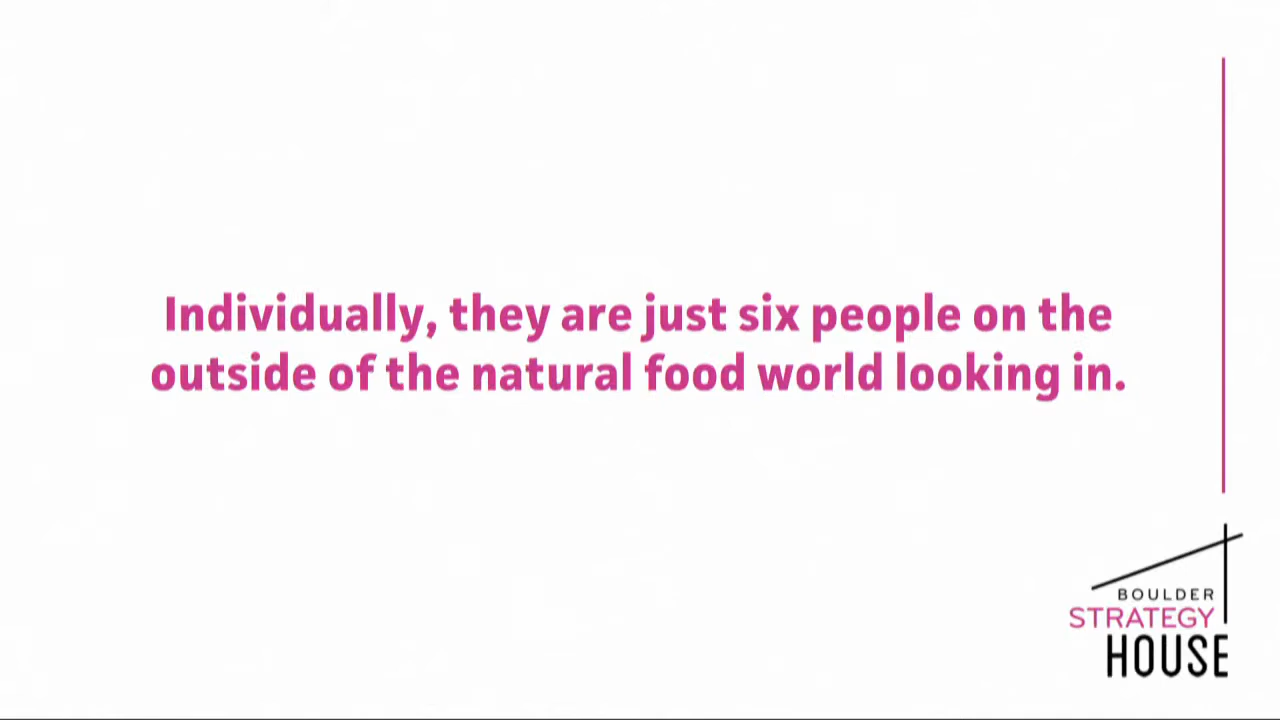 Individually, they are just six people on the
outside of the natural food world looking in.
BOULDER
STRATEGY
HOUSE